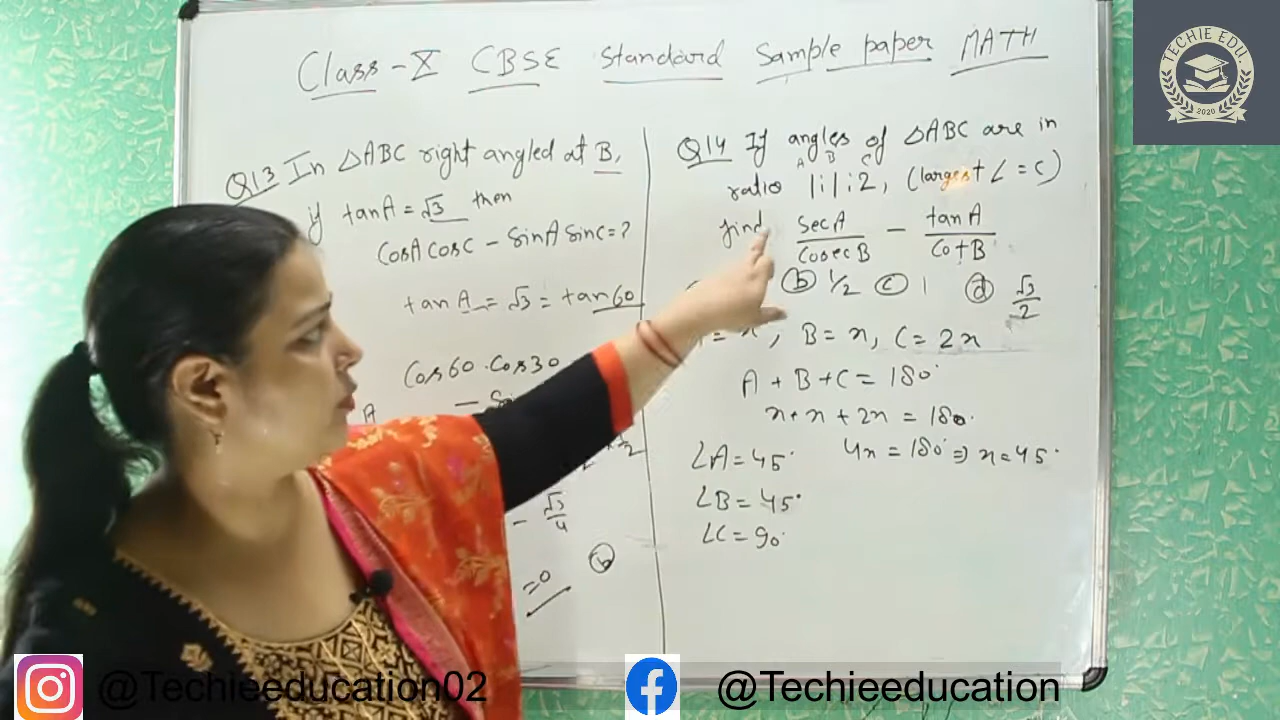 Class-X CBSE Standard Sample paper MATH
TECHIE EDU.
2020
Q13 In △ABC right angled at B,
if tanA = √3 then
CosA CosC - SinA SinC = ?
tan A = √3 = tan 60
Cos60 . Cos30
A
=0 (b)
- √3/4
Q14 If angles of △ABC are in
A B C
ratio 1:1:2, (largest ∠ = C)
find secA/CosecB - tanA/CotB
(b) 1/2 (c) 1 (d) √3/2
= x, B = x, C = 2x
A + B + C = 180°
x + x + 2x = 180°
4x = 180° ⇒ x = 45°
∠A = 45°
∠B = 45°
∠C = 90°
@Techieeducation02
@Techieeducation